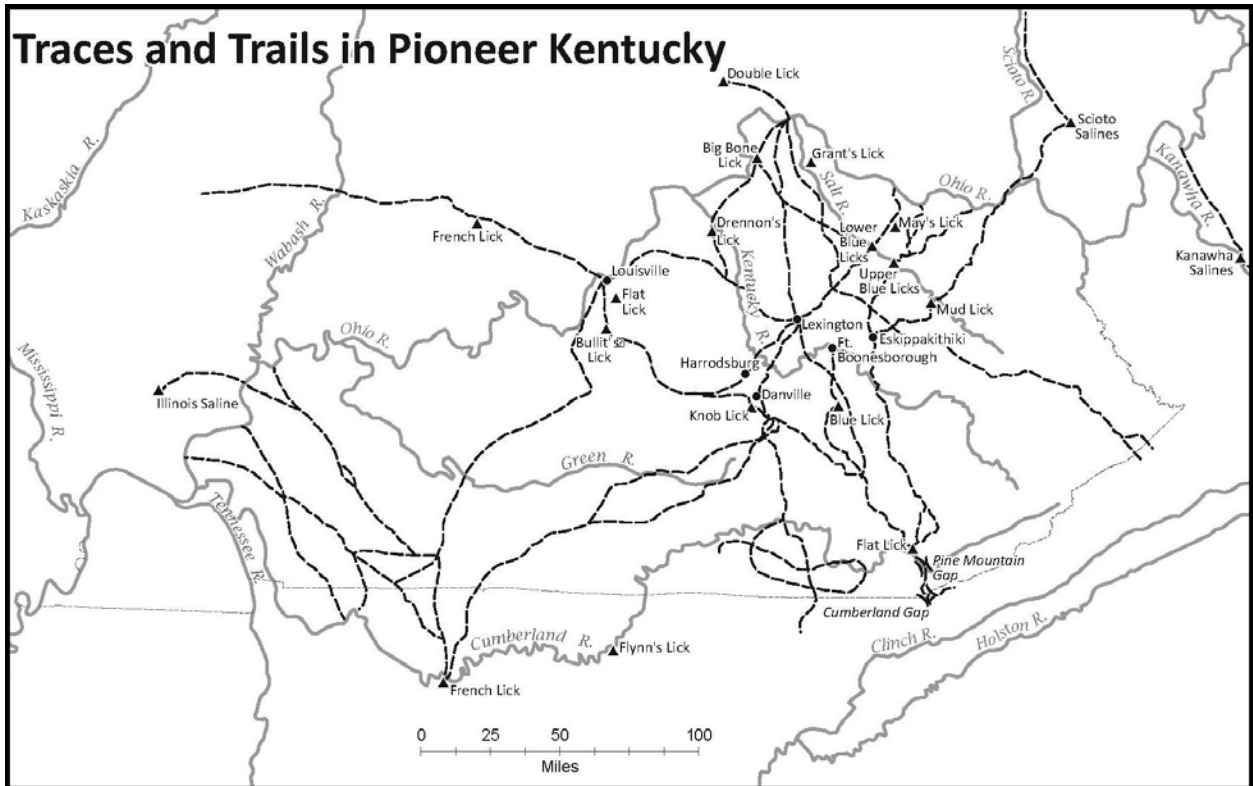 Traces and Trails in Pioneer Kentucky
Double Lick
Scioto R.
Scioto
Salines
Kaskaskia R.
Big Bone
Lick
Grant's Lick
Salt R.
Kanawha R.
Ohio R.
Wabash R.
French Lick
Drennon's
Lick
Lower
Blue
Licks
May's Lick
Kanawha
Salines
Louisville
Kentucky R.
Upper
Blue Licks
Flat
Lick
Mud Lick
Ohio R.
Bullit's
Lick
Lexington
Ft.
Boonesborough
Eskippakithiki
Mississippi R.
Harrodsburg
Illinois Saline
Danville
Knob Lick
Blue Lick
Green R.
Tennessee R.
Flat Lick
Pine Mountain
Gap
Cumberland Gap
Clinch R.
Holston R.
Cumberland R.
Flynn's Lick
French Lick
0 25 50 100
Miles